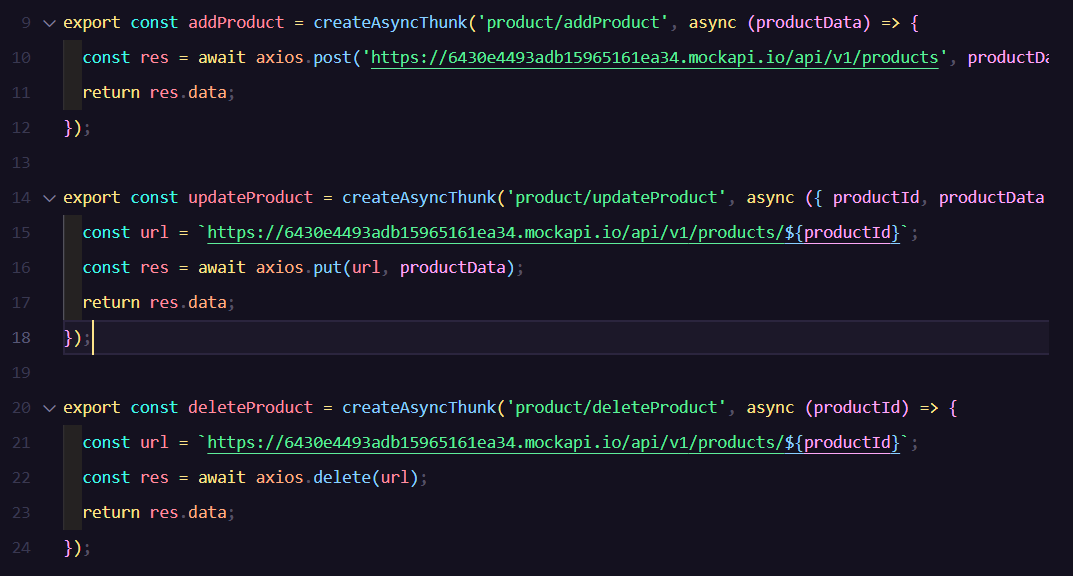 9 export const addProduct = createAsyncThunk('product/addProduct', async (productData) => {
10 const res = await axios.post('https://6430e4493adb15965161ea34.mockapi.io/api/v1/products', productDa
11 return res.data;
12 });
13
14 export const updateProduct = createAsyncThunk('product/updateProduct', async ({ productId, productData
15 const url = `https://6430e4493adb15965161ea34.mockapi.io/api/v1/products/${productId}`;
16 const res = await axios.put(url, productData);
17 return res.data;
18 });
19
20 export const deleteProduct = createAsyncThunk('product/deleteProduct', async (productId) => {
21 const url = `https://6430e4493adb15965161ea34.mockapi.io/api/v1/products/${productId}`;
22 const res = await axios.delete(url);
23 return res.data;
24 });